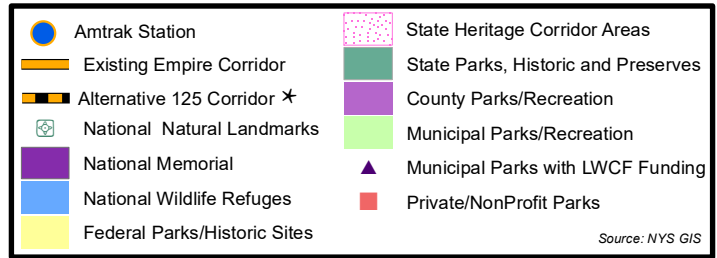 Amtrak Station
Existing Empire Corridor
Alternative 125 Corridor *
National Natural Landmarks
National Memorial
National Wildlife Refuges
Federal Parks/Historic Sites
State Heritage Corridor Areas
State Parks, Historic and Preserves
County Parks/Recreation
Municipal Parks/Recreation
Municipal Parks with LWCF Funding
Private/NonProfit Parks
Source: NYS GIS